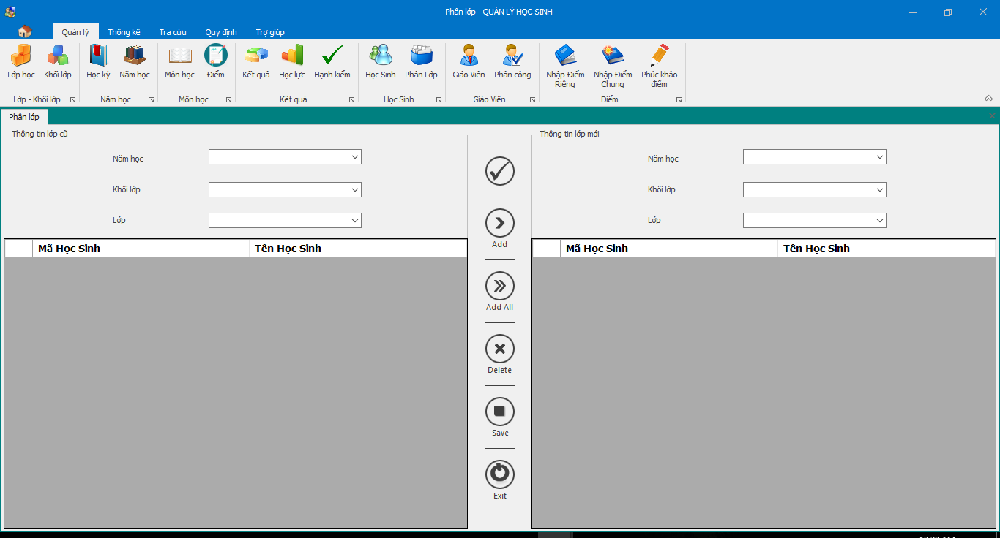 Phân lớp - QUẢN LÝ HỌC SINH
Quản lý Thống kê Tra cứu Quy định Trợ giúp
Lớp học Khối lớp Học kỳ Năm học Môn học Điểm Kết quả Học lực Hạnh kiểm Học Sinh Phân Lớp Giáo Viên Phân công Nhập Điểm Riêng Nhập Điểm Chung Phúc khảo điểm
Lớp - Khối lớp Năm học Môn học Kết quả Học Sinh Giáo Viên Điểm
Phân lớp
Thông tin lớp cũ
Năm học
Khối lớp
Lớp
Mã Học Sinh Tên Học Sinh
Add
Add All
Delete
Save
Exit
Thông tin lớp mới
Năm học
Khối lớp
Lớp
Mã Học Sinh Tên Học Sinh